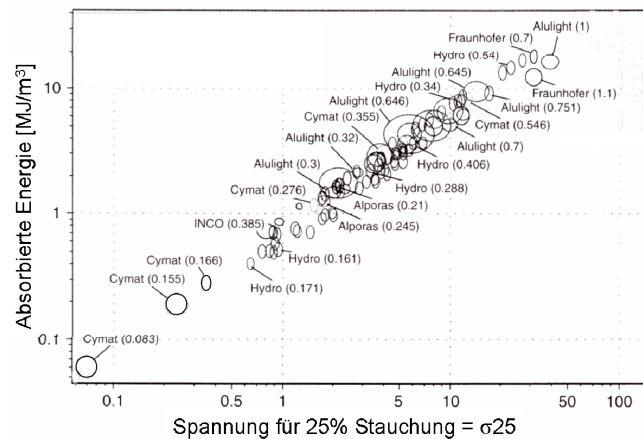 Alulight (1)
Fraunhofer (0.7)
Hydro (0.54)
Alulight (0.645)
Hydro (0.34)
Fraunhofer (1.1)
Alulight (0.646)
Alulight (0.751)
Cymat (0.355)
Cymat (0.546)
Alulight (0.32)
Alulight (0.7)
Hydro (0.406)
Alulight (0.3)
Hydro (0.288)
Cymat (0.276)
Alporas (0.21)
INCO (0.385)
Alporas (0.245)
Cymat (0.166)
Hydro (0.161)
Cymat (0.155)
Hydro (0.171)
Cymat (0.083)
Absorbierte Energie [MJ/m³]
10
1
0.1
0.1 0.5 1 5 10 50 100
Spannung für 25% Stauchung = σ25